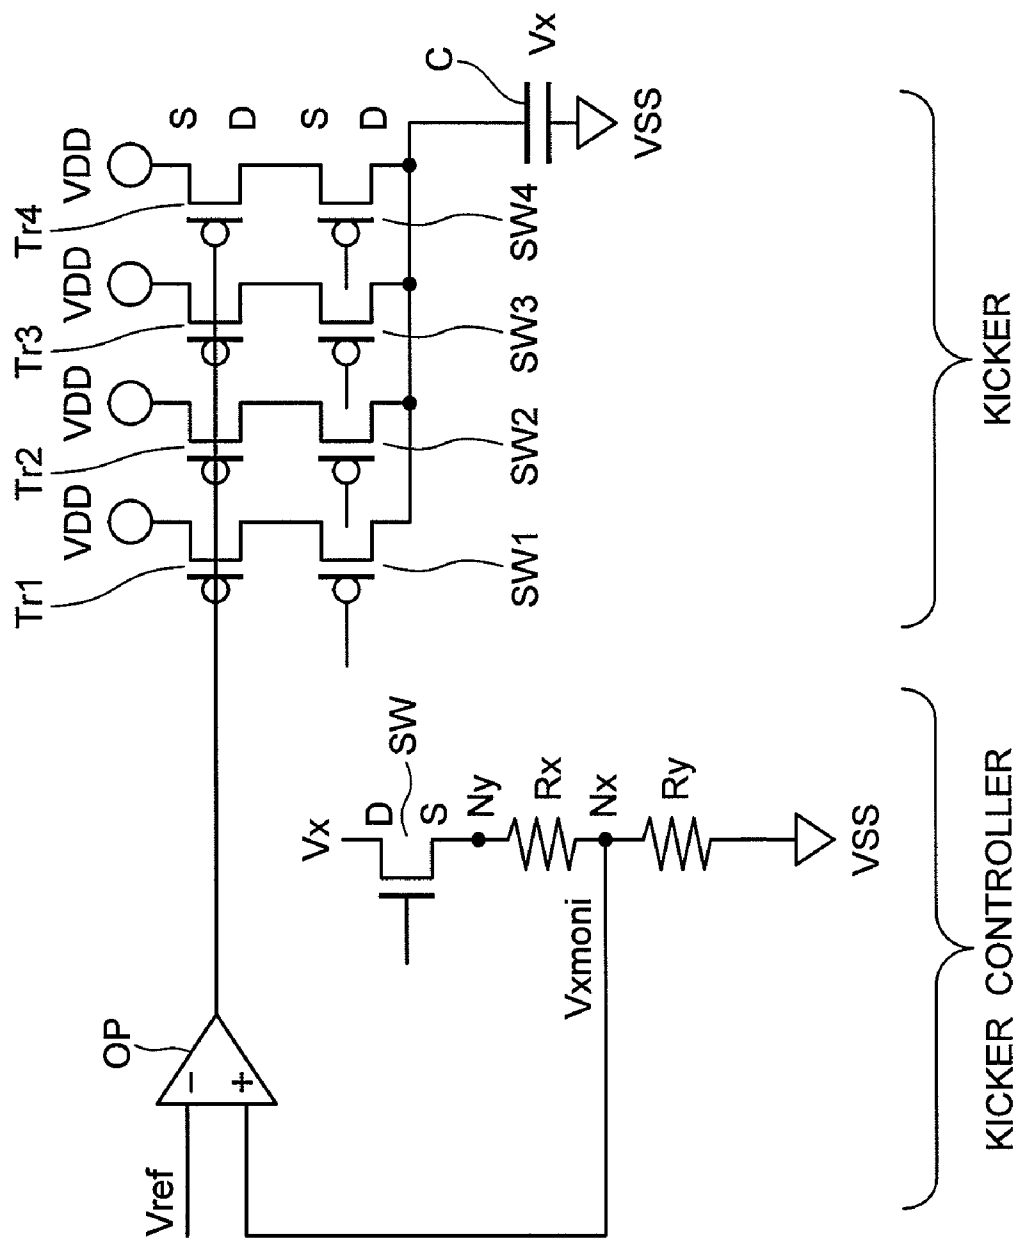 Tr1
Tr2
Tr3
Tr4
VDD
VDD
VDD
VDD
S
D
S
D
SW1
SW2
SW3
SW4
C
Vx
VSS
KICKER
OP
−
+
Vref
Vx
D
S
SW
Ny
Rx
Nx
Ry
Vxmoni
VSS
KICKER CONTROLLER